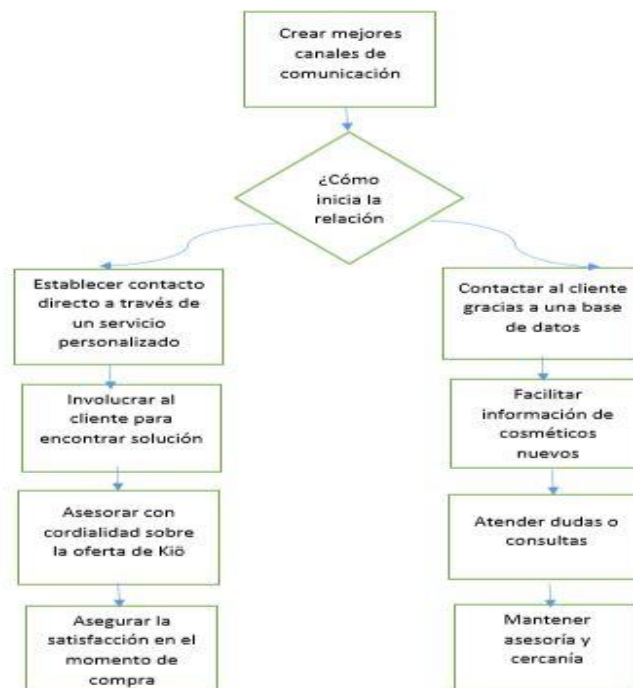 Crear mejores
canales de
comunicación
¿Cómo
inicia la
relación
Establecer contacto
directo a través de
un servicio
personalizado
Involucrar al
cliente para
encontrar solución
Asesorar con
cordialidad sobre
la oferta de Kiö
Asegurar la
satisfacción en el
momento de
compra
Contactar al cliente
gracias a una base
de datos
Facilitar
información de
cosméticos
nuevos
Atender dudas o
consultas
Mantener
asesoría y
cercanía